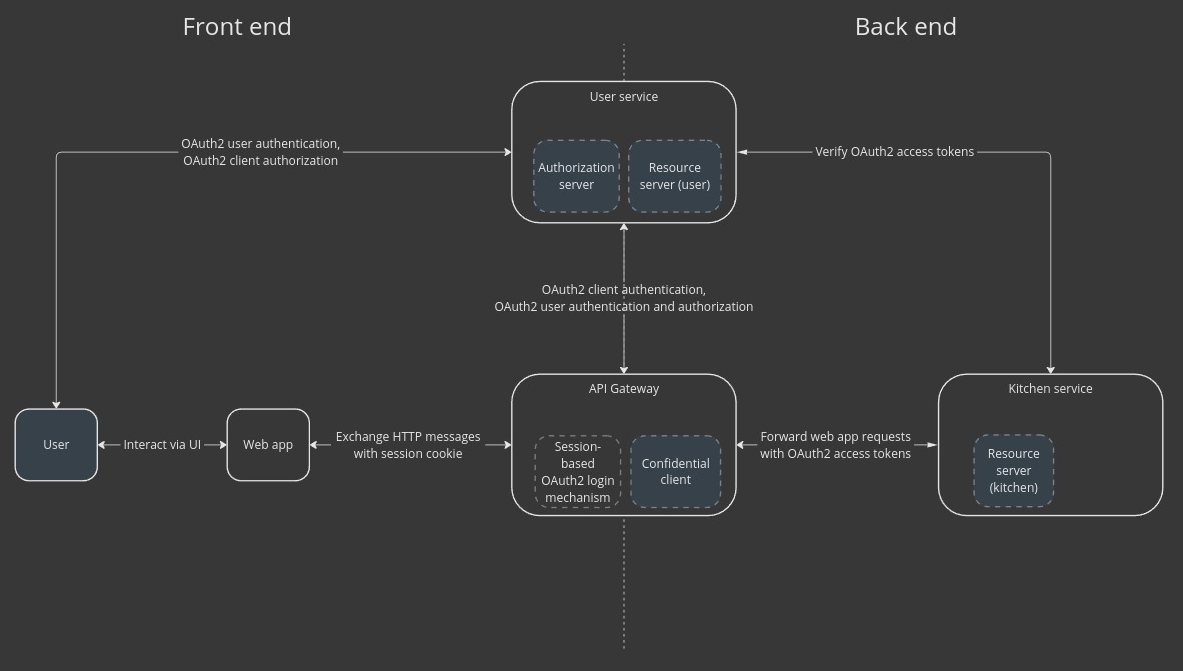 Front end
Back end
User service
Authorization
server
Resource
server (user)
OAuth2 user authentication,
OAuth2 client authorization
Verify OAuth2 access tokens
OAuth2 client authentication,
OAuth2 user authentication and authorization
User
Interact via UI
Web app
Exchange HTTP messages
with session cookie
API Gateway
Session-
based
OAuth2 login
mechanism
Confidential
client
Forward web app requests
with OAuth2 access tokens
Kitchen service
Resource
server
(kitchen)